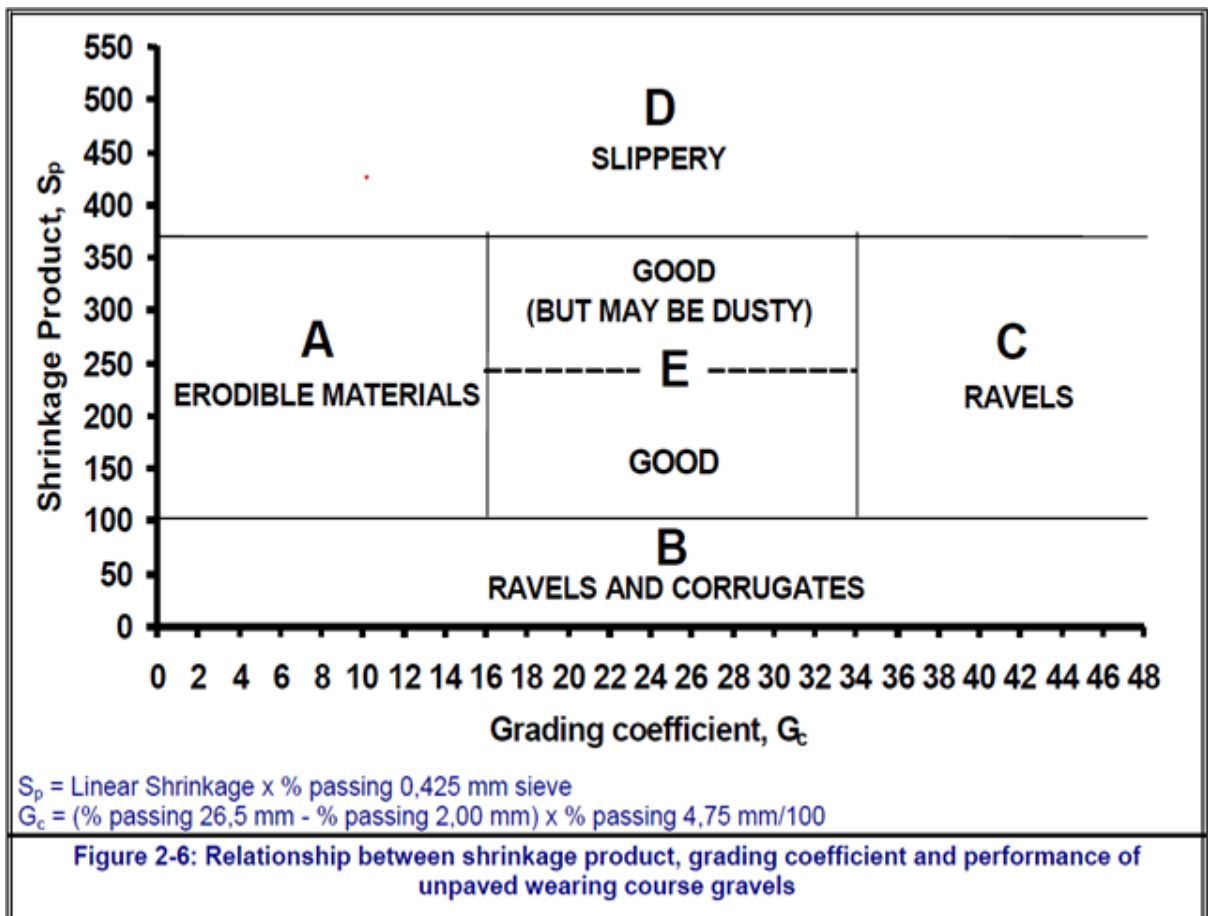 550
500
450
400
350
300
250
200
150
100
50
0
Shrinkage Product, Sp
D
SLIPPERY
GOOD
(BUT MAY BE DUSTY)
A
ERODIBLE MATERIALS
E
C
RAVELS
GOOD
B
RAVELS AND CORRUGATES
0 2 4 6 8 10 12 14 16 18 20 22 24 26 28 30 32 34 36 38 40 42 44 46 48
Grading coefficient, Gc
Sp = Linear Shrinkage x % passing 0,425 mm sieve
Gc = (% passing 26,5 mm - % passing 2,00 mm) x % passing 4,75 mm/100
Figure 2-6: Relationship between shrinkage product, grading coefficient and performance of
unpaved wearing course gravels